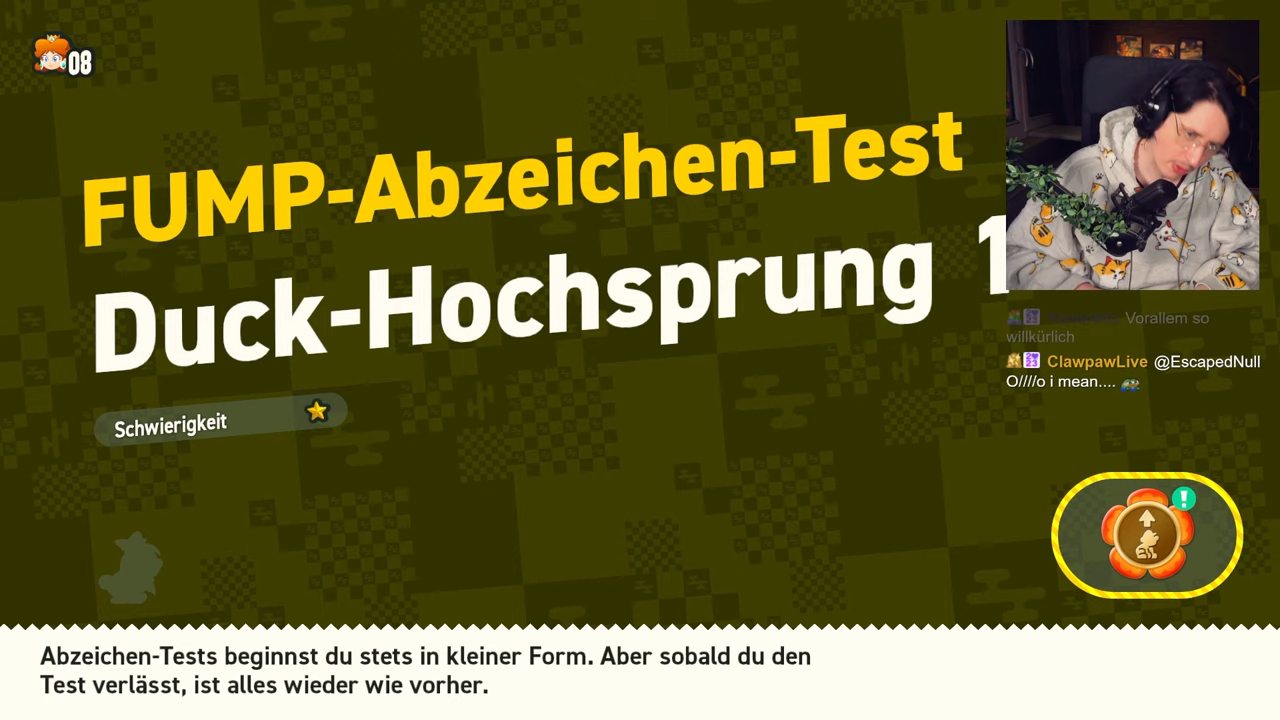 08
FUMP-Abzeichen-Test
Duck-Hochsprung 1
Schwierigkeit
Vorallem so
willkürlich
ClawpawLive @EscapedNull
O////o i mean....
!
Abzeichen-Tests beginnst du stets in kleiner Form. Aber sobald du den
Test verlässt, ist alles wieder wie vorher.